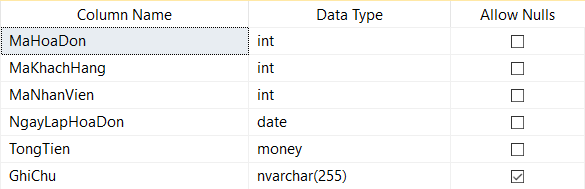 Column Name Data Type Allow Nulls
MaHoaDon int
MaKhachHang int
MaNhanVien int
NgayLapHoaDon date
TongTien money
GhiChu nvarchar(255)